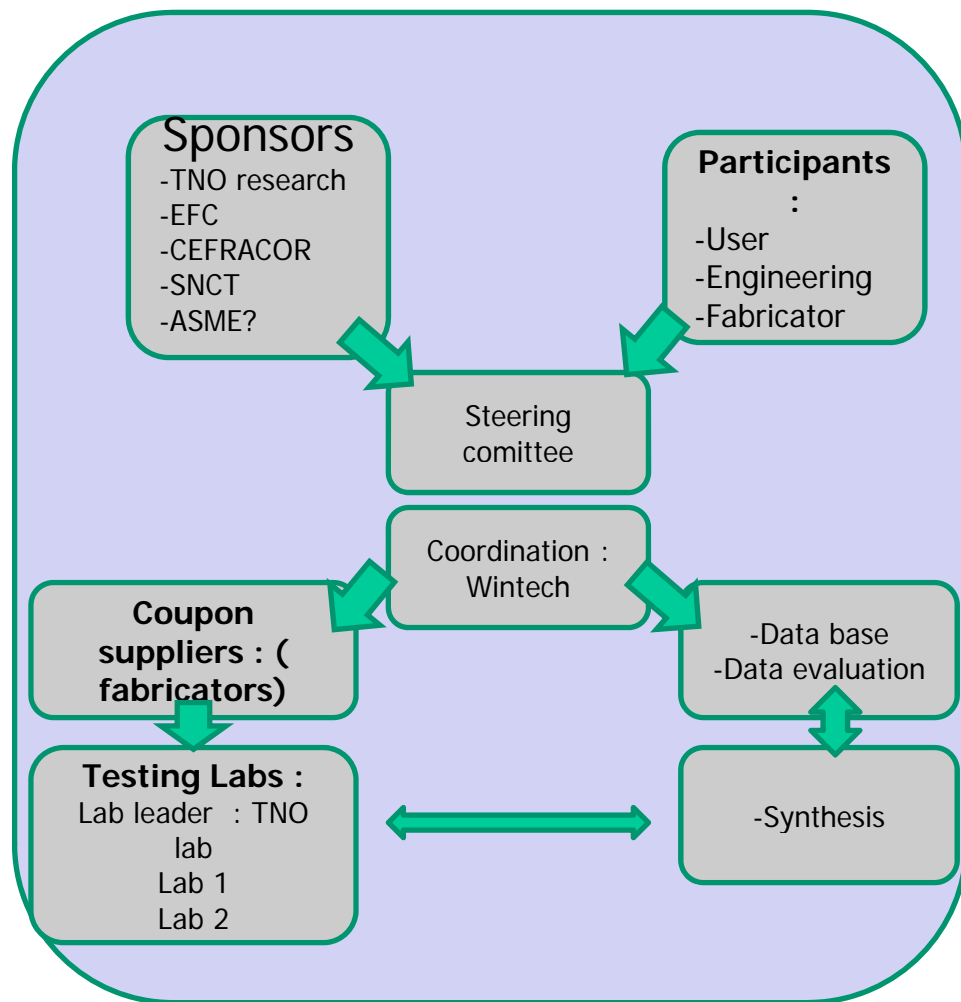 Sponsors
-TNO research
-EFC
-CEFRACOR
-SNCT
-ASME?
Participants
:
-User
-Engineering
-Fabricator
Steering
comittee
Coordination :
Wintech
Coupon
suppliers : (
fabricators)
-Data base
-Data evaluation
Testing Labs :
Lab leader : TNO
lab
Lab 1
Lab 2
-Synthesis